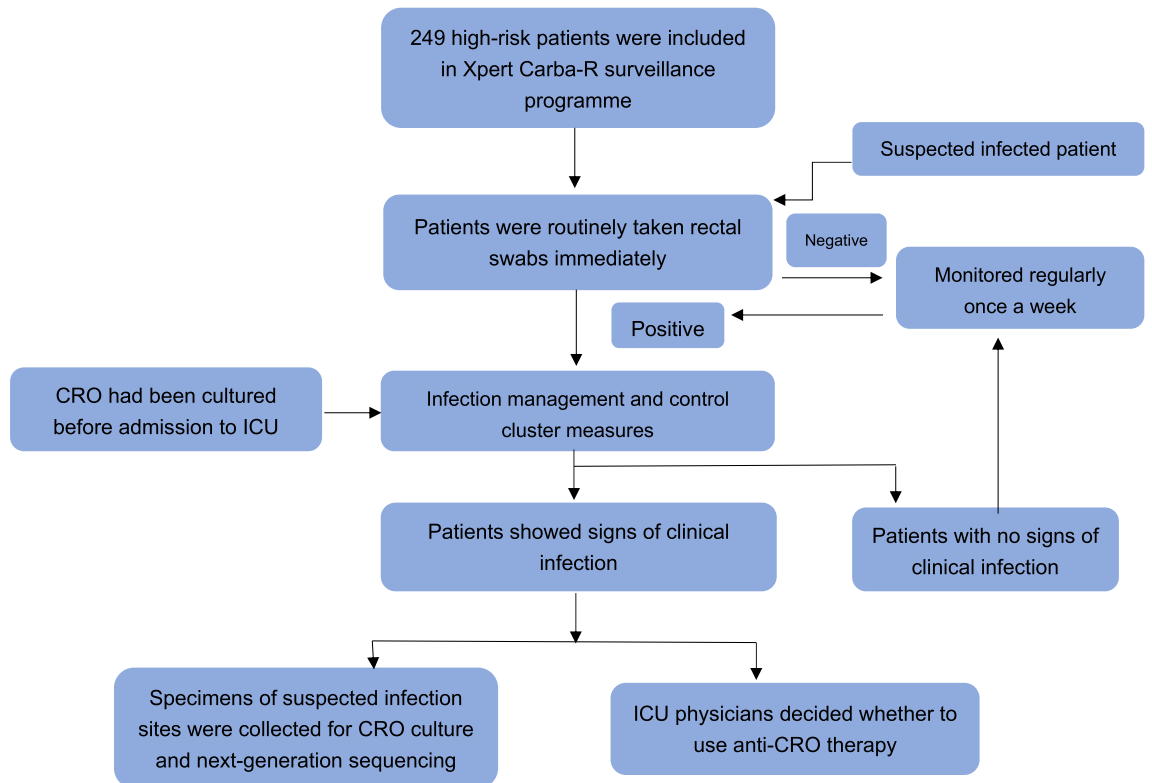 249 high-risk patients were included
in Xpert Carba-R surveillance
programme
Suspected infected patient
Patients were routinely taken rectal
swabs immediately
Negative
Monitored regularly
once a week
Positive
CRO had been cultured
before admission to ICU
Infection management and control
cluster measures
Patients showed signs of clinical
infection
Patients with no signs of
clinical infection
Specimens of suspected infection
sites were collected for CRO culture
and next-generation sequencing
ICU physicians decided whether to
use anti-CRO therapy